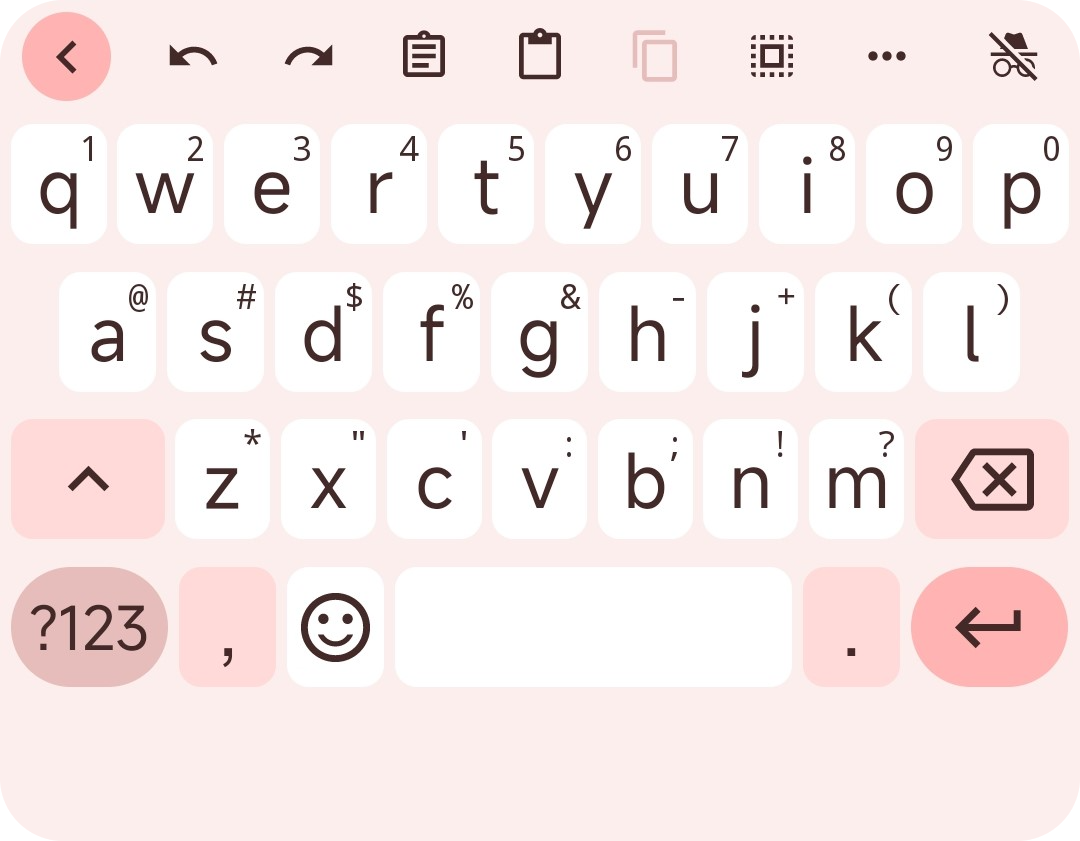 q1 w2 e3 r4 t5 y6 u7 i8 o9 p0
a@ s# d$ f% g& h- j+ k( l)
z* x" c' v: b; n! m?
?123 , .